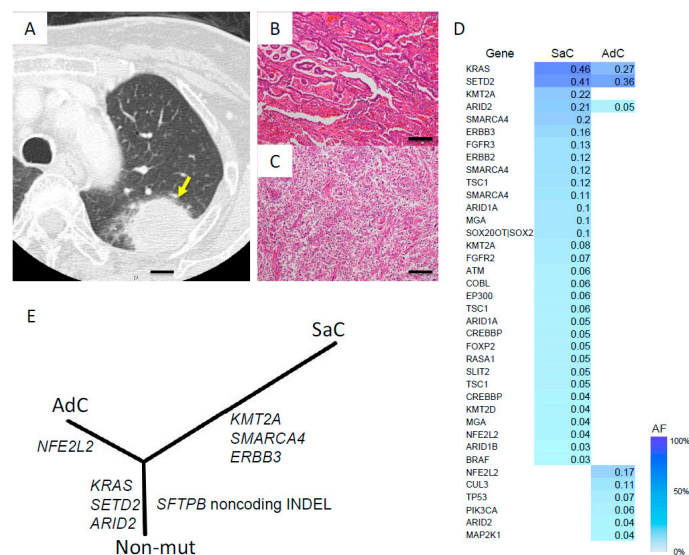 A
B
C
D
Gene SaC AdC
KRAS 0.46 0.27
SETD2 0.41 0.36
KMT2A 0.22
ARID2 0.21 0.05
SMARCA4 0.2
ERBB3 0.16
FGFR3 0.13
ERBB2 0.12
SMARCA4 0.12
TSC1 0.12
SMARCA4 0.11
ARID1A 0.1
MGA 0.1
SOX20OT|SOX2 0.1
KMT2A 0.08
FGFR2 0.07
ATM 0.06
COBL 0.06
EP300 0.06
TSC1 0.06
ARID1A 0.05
CREBBP 0.05
FOXP2 0.05
RASA1 0.05
SLIT2 0.05
TSC1 0.05
CREBBP 0.04
KMT2D 0.04
MGA 0.04
NFE2L2 0.04
ARID1B 0.03
BRAF 0.03
NFE2L2 0.17
CUL3 0.11
TP53 0.07
PIK3CA 0.06
ARID2 0.04
MAP2K1 0.04
AF
100%
50%
0%
E
SaC
AdC
NFE2L2
KMT2A
SMARCA4
ERBB3
KRAS
SETD2
ARID2
SFTPB noncoding INDEL
Non-mut